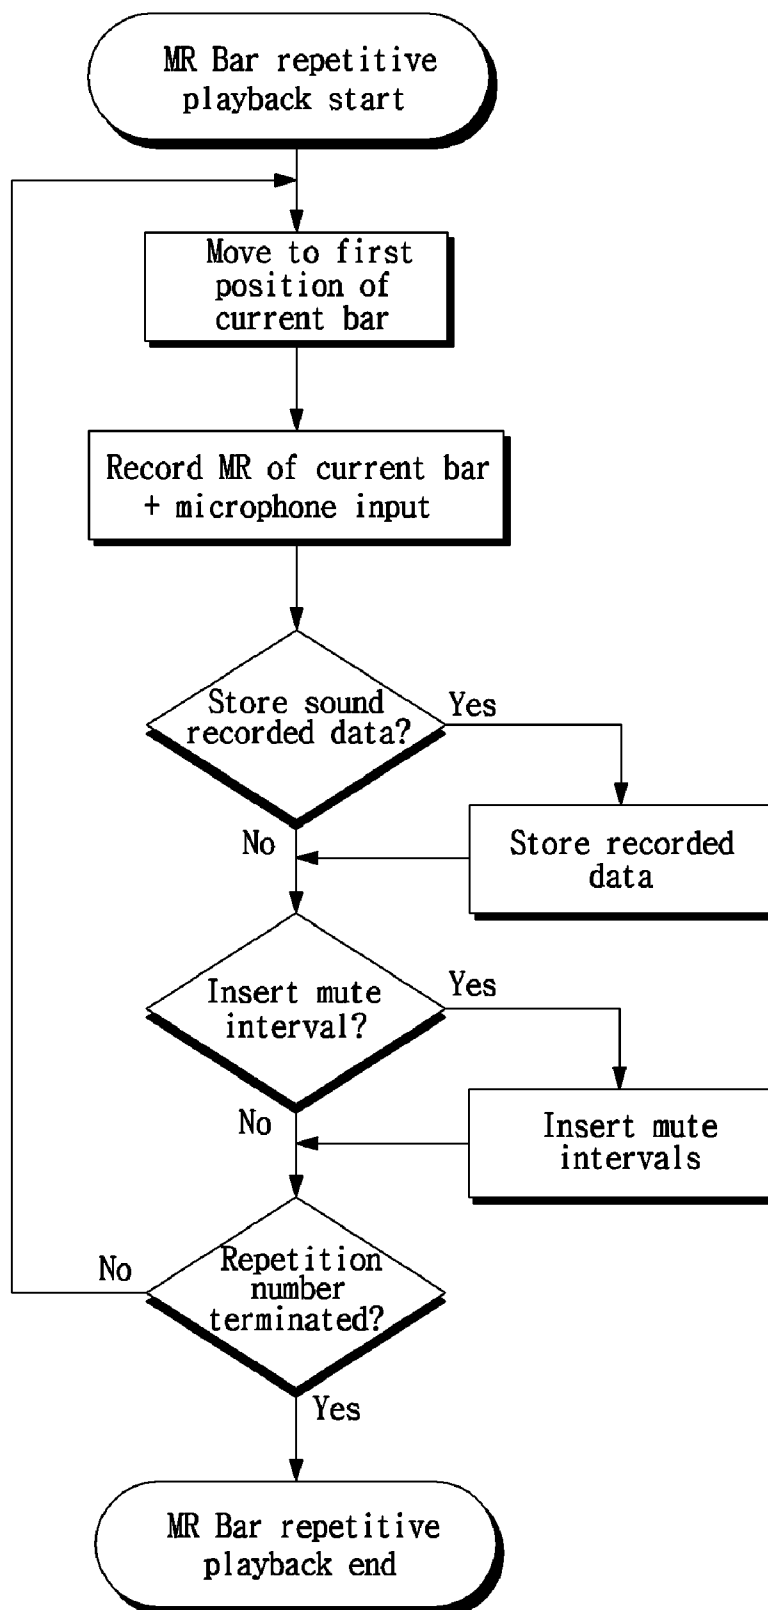 MR Bar repetitive
playback start
Move to first
position of
current bar
Record MR of current bar
+ microphone input
Store sound
recorded data?
Yes
No
Store recorded
data
Insert mute
interval?
Yes
No
Insert mute
intervals
Repetition
number
terminated?
No
Yes
MR Bar repetitive
playback end